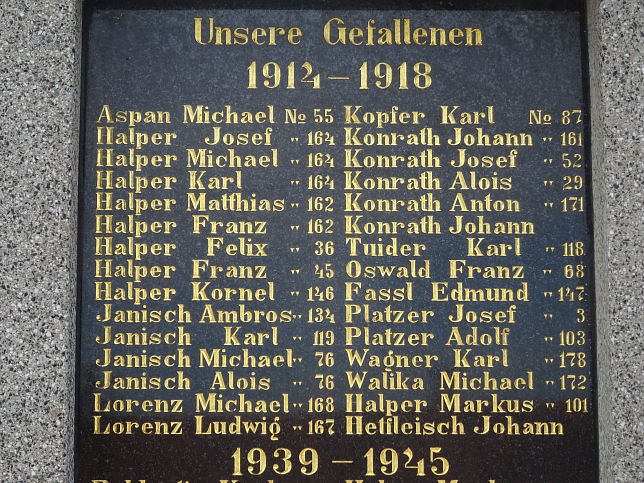 Unsere Gefallenen
1914 – 1918
Aspan Michael № 55 Kopfer Karl № 87
Halper Josef " 164 Konrath Johann " 161
Halper Michael " 164 Konrath Josef " 52
Halper Karl " 164 Konrath Alois " 29
Halper Matthias " 162 Konrath Anton " 171
Halper Franz " 162 Konrath Johann
Halper Felix " 36 Tuider Karl " 118
Halper Franz " 45 Oswald Franz " 68
Halper Kornel " 146 Fassl Edmund " 147
Janisch Ambros " 134 Platzer Josef " 3
Janisch Karl " 119 Platzer Adolf " 103
Janisch Michael " 76 Wagner Karl " 178
Janisch Alois " 76 Walika Michael " 172
Lorenz Michael " 168 Halper Markus " 101
Lorenz Ludwig " 167 Hetfleisch Johann
1939 – 1945